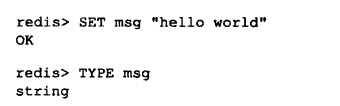 redis> SET msg "hello world"
OK
redis> TYPE msg
string